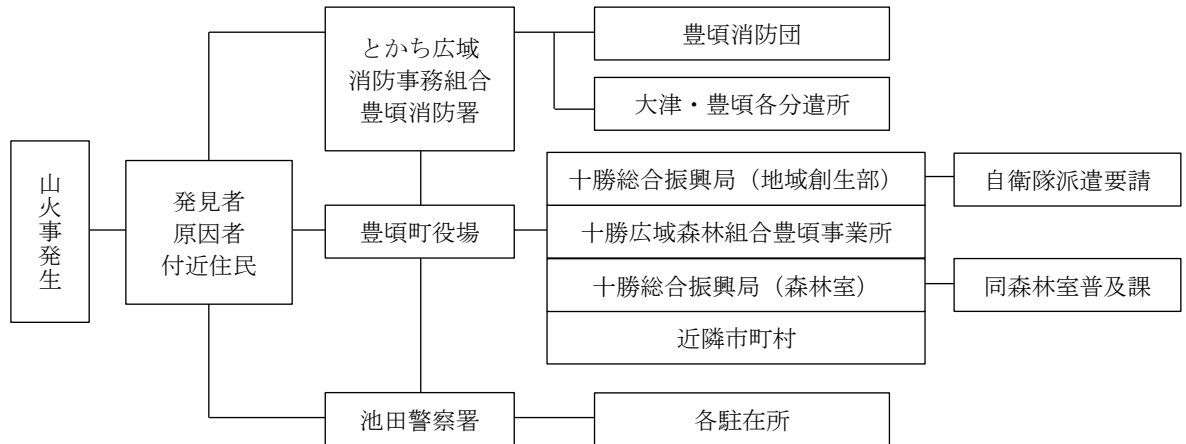 山火事発生
発見者
原因者
付近住民
とかち広域
消防事務組合
豊頃消防署
豊頃町役場
池田警察署
豊頃消防団
大津・豊頃各分遣所
十勝総合振興局（地域創生部）
十勝広域森林組合豊頃事業所
十勝総合振興局（森林室）
近隣市町村
各駐在所
自衛隊派遣要請
同森林室普及課